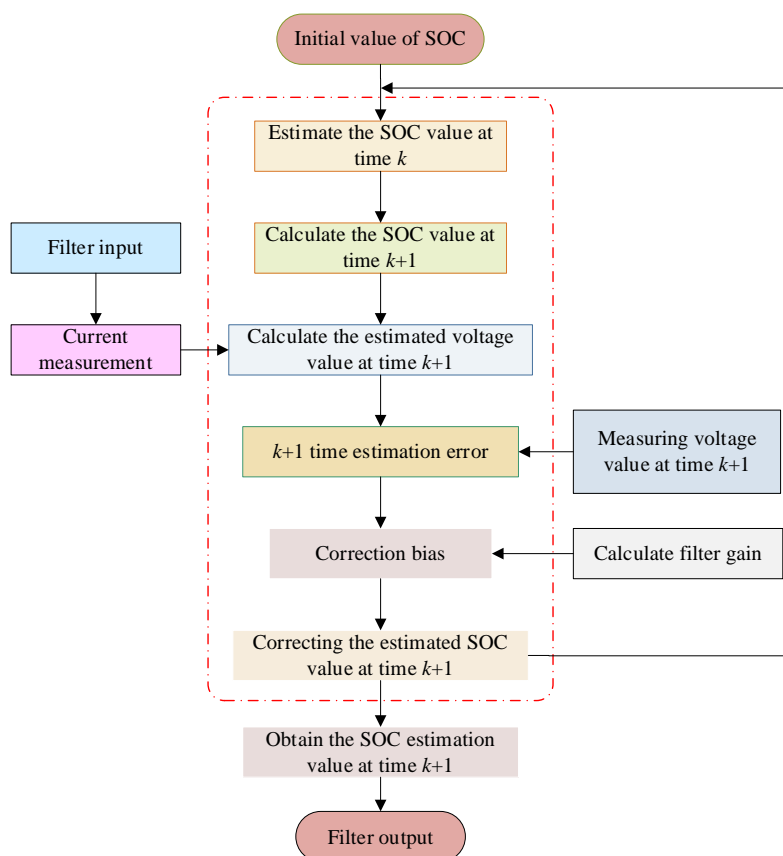 Initial value of SOC
Estimate the SOC value at
time k
Calculate the SOC value at
time k+1
Filter input
Current
measurement
Calculate the estimated voltage
value at time k+1
k+1 time estimation error
Measuring voltage
value at time k+1
Correction bias
Calculate filter gain
Correcting the estimated SOC
value at time k+1
Obtain the SOC estimation
value at time k+1
Filter output